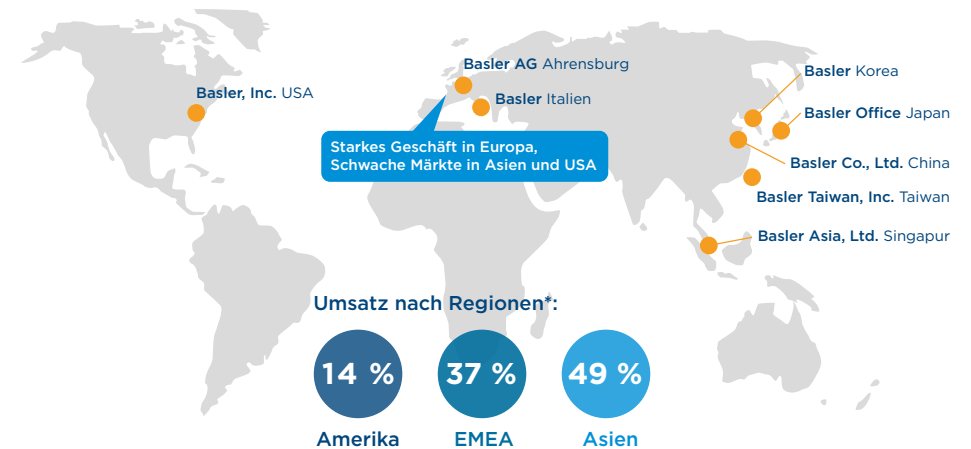 Basler AG Ahrensburg
Basler, Inc. USA
Basler Italien
Basler Korea
Basler Office Japan
Starkes Geschäft in Europa,
Schwache Märkte in Asien und USA
Basler Co., Ltd. China
Basler Taiwan, Inc. Taiwan
Basler Asia, Ltd. Singapur
Umsatz nach Regionen*:
14 % 37 % 49 %
Amerika EMEA Asien